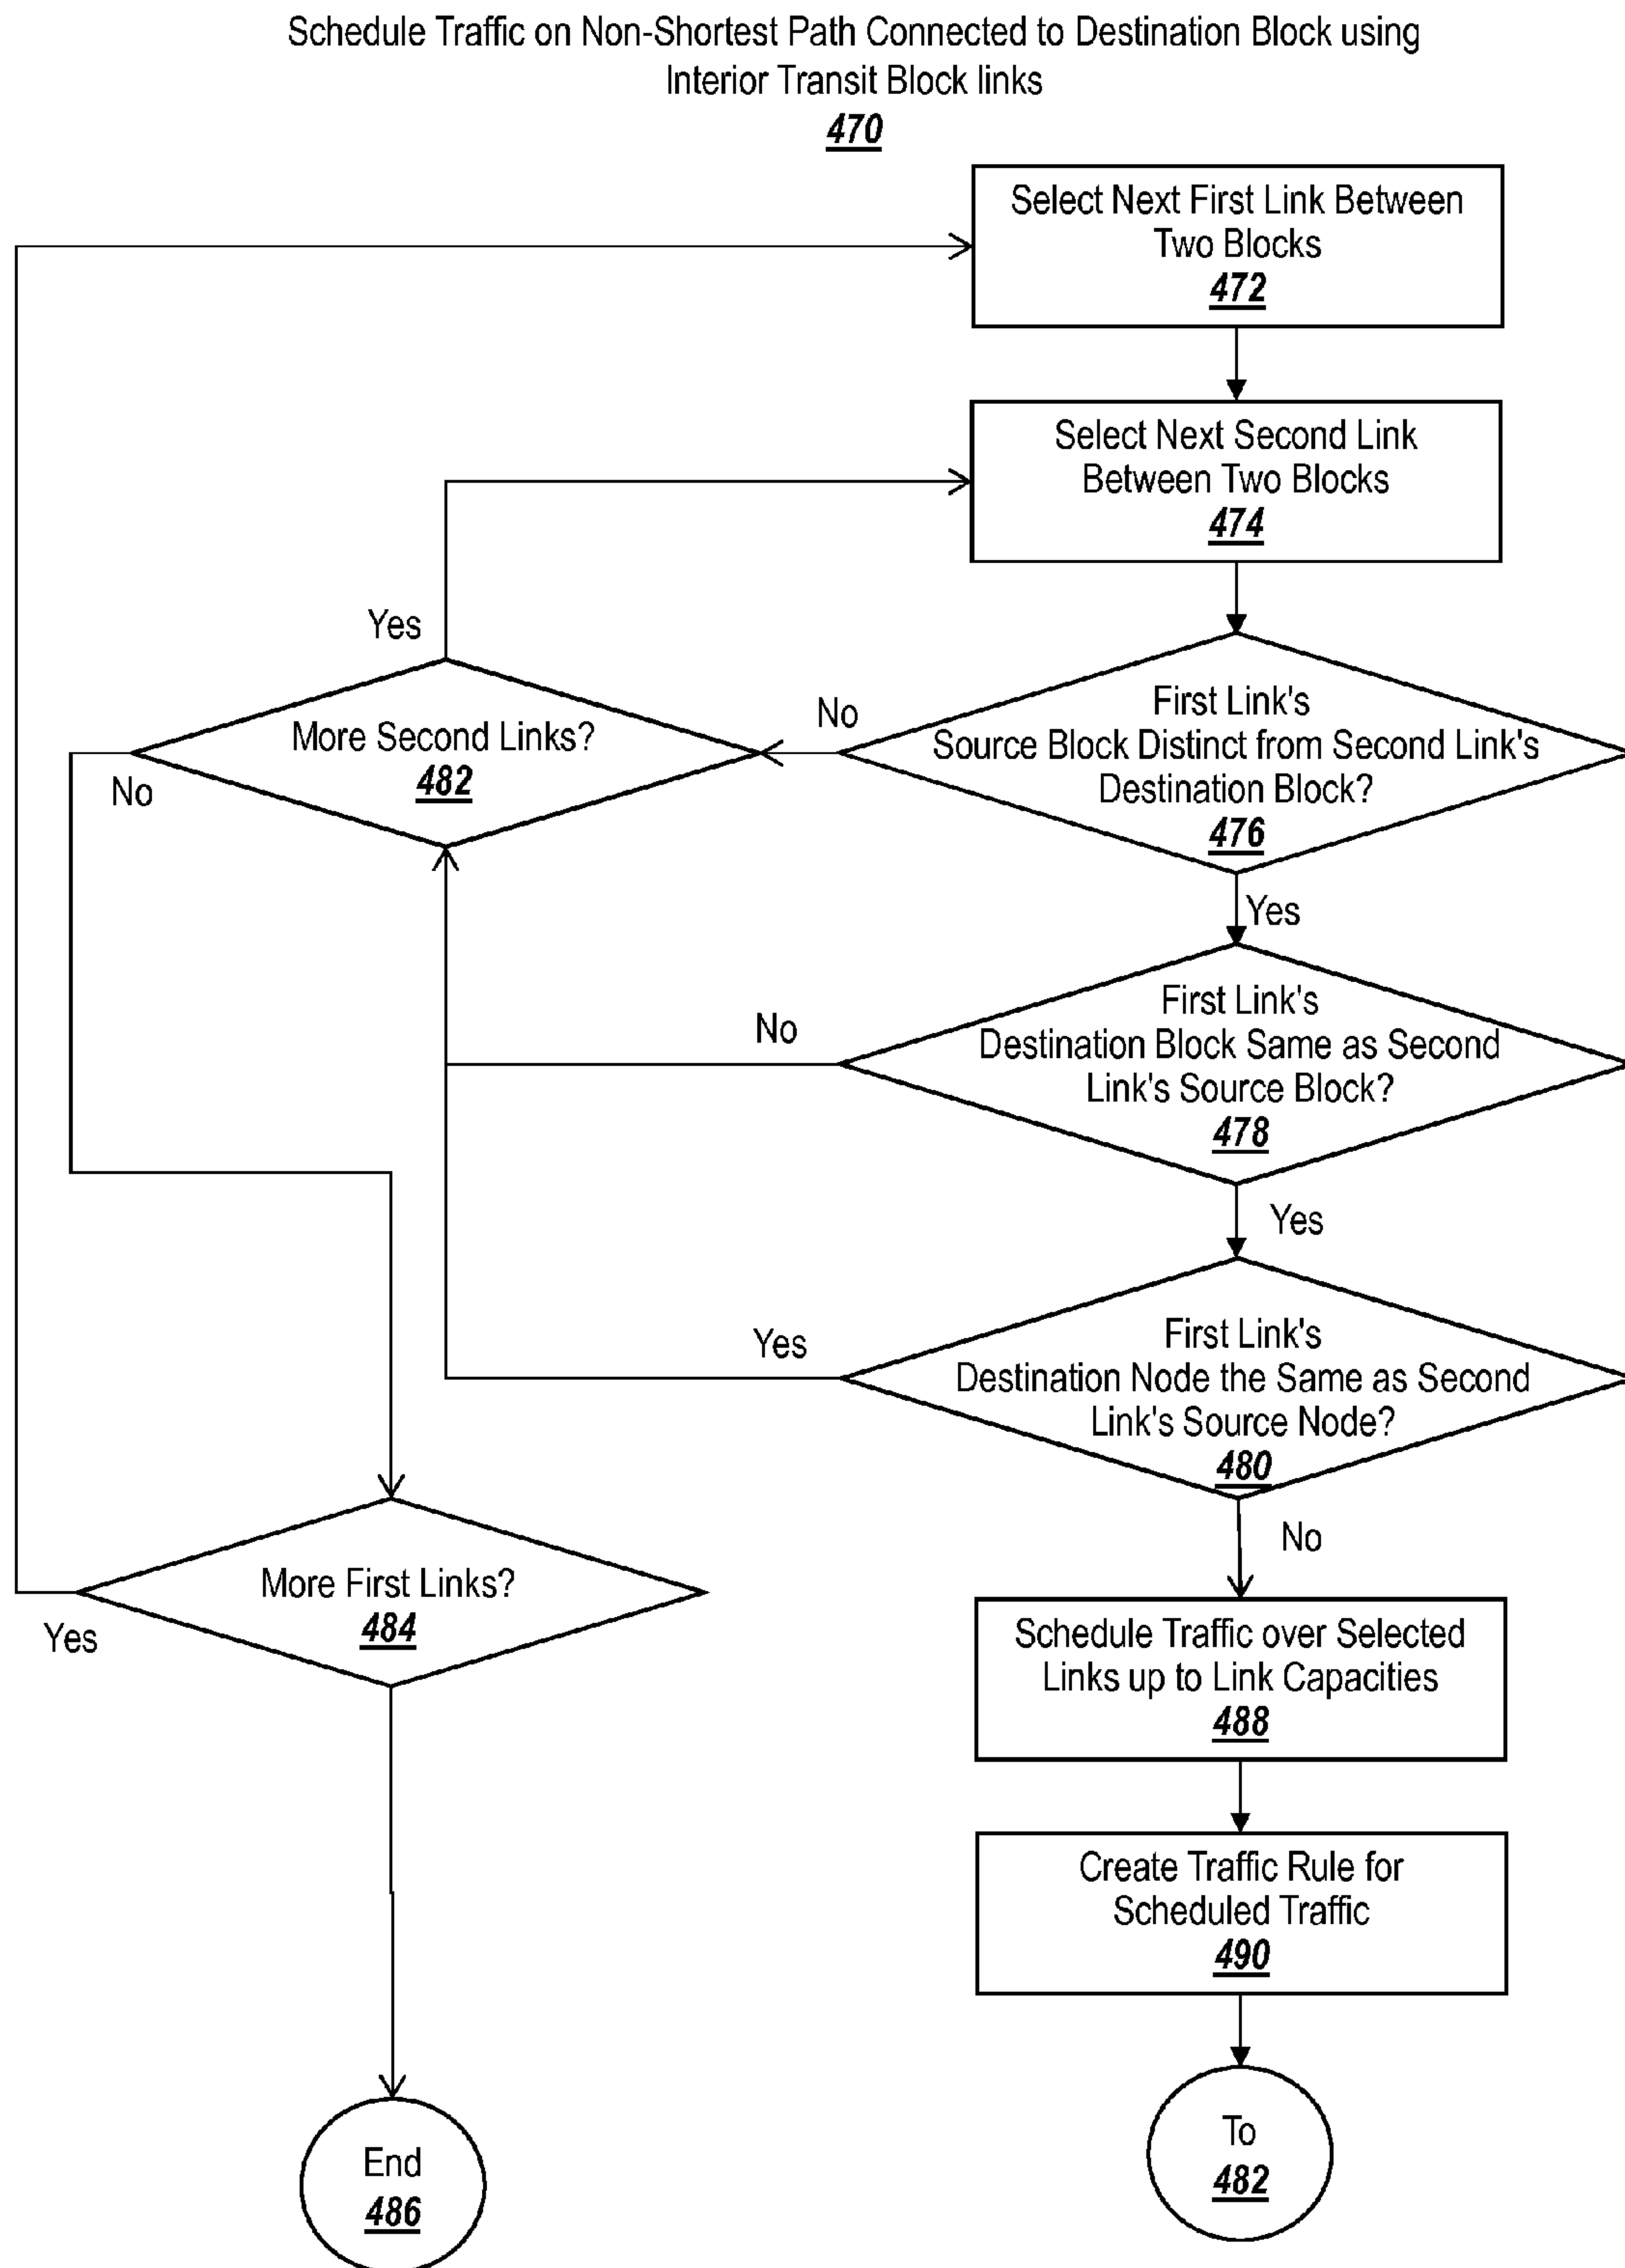 Schedule Traffic on Non-Shortest Path Connected to Destination Block using
Interior Transit Block links
470
Select Next First Link Between
Two Blocks
472
Select Next Second Link
Between Two Blocks
474
Yes
More Second Links?
482
No
No
First Link's
Source Block Distinct from Second Link's
Destination Block?
476
Yes
No
First Link's
Destination Block Same as Second
Link's Source Block?
478
Yes
Yes
First Link's
Destination Node the Same as Second
Link's Source Node?
480
No
More First Links?
484
Yes
Schedule Traffic over Selected
Links up to Link Capacities
488
Create Traffic Rule for
Scheduled Traffic
490
End
486
To
482